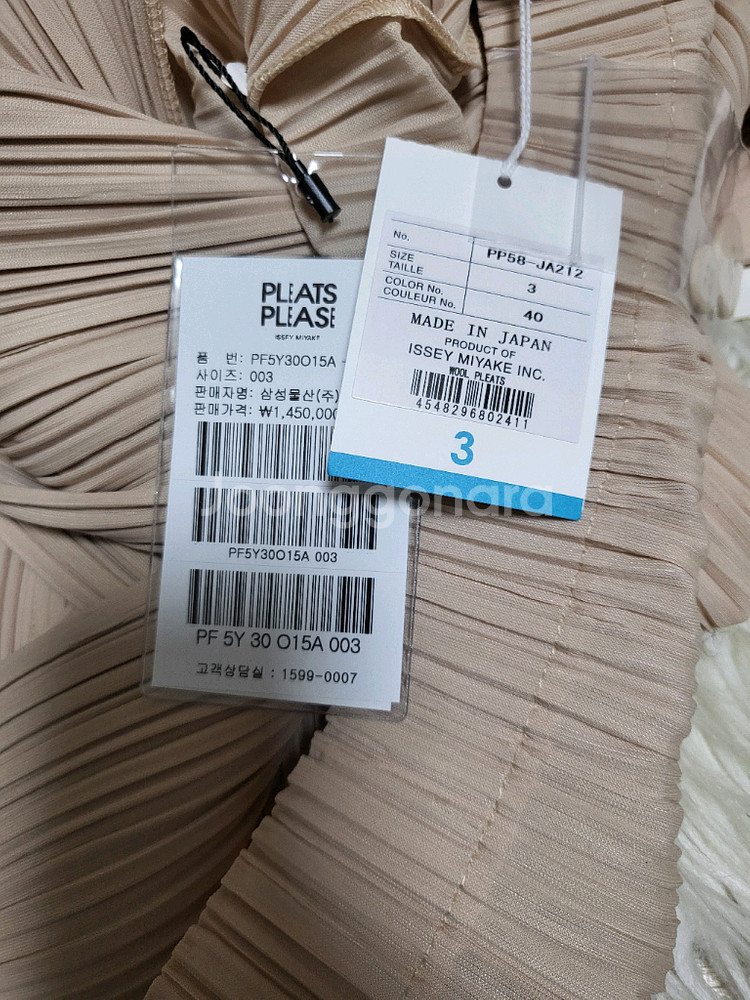 PLEATS
PLEASE
ISSEY MIYAKE
품 번: PF5Y30O15A -
사이즈: 003
판매자명: 삼성물산(주)
판매가격: ₩1,450,000
PF5Y30O15A 003
PF 5Y 30 O15A 003
고객상담실 : 1599-0007
No. PP58-JA212
SIZE
TAILLE 3
COLOR No.
COULEUR No. 40
MADE IN JAPAN
PRODUCT OF
ISSEY MIYAKE INC.
WOOL PLEATS
4548296802411
3
Joonggonara